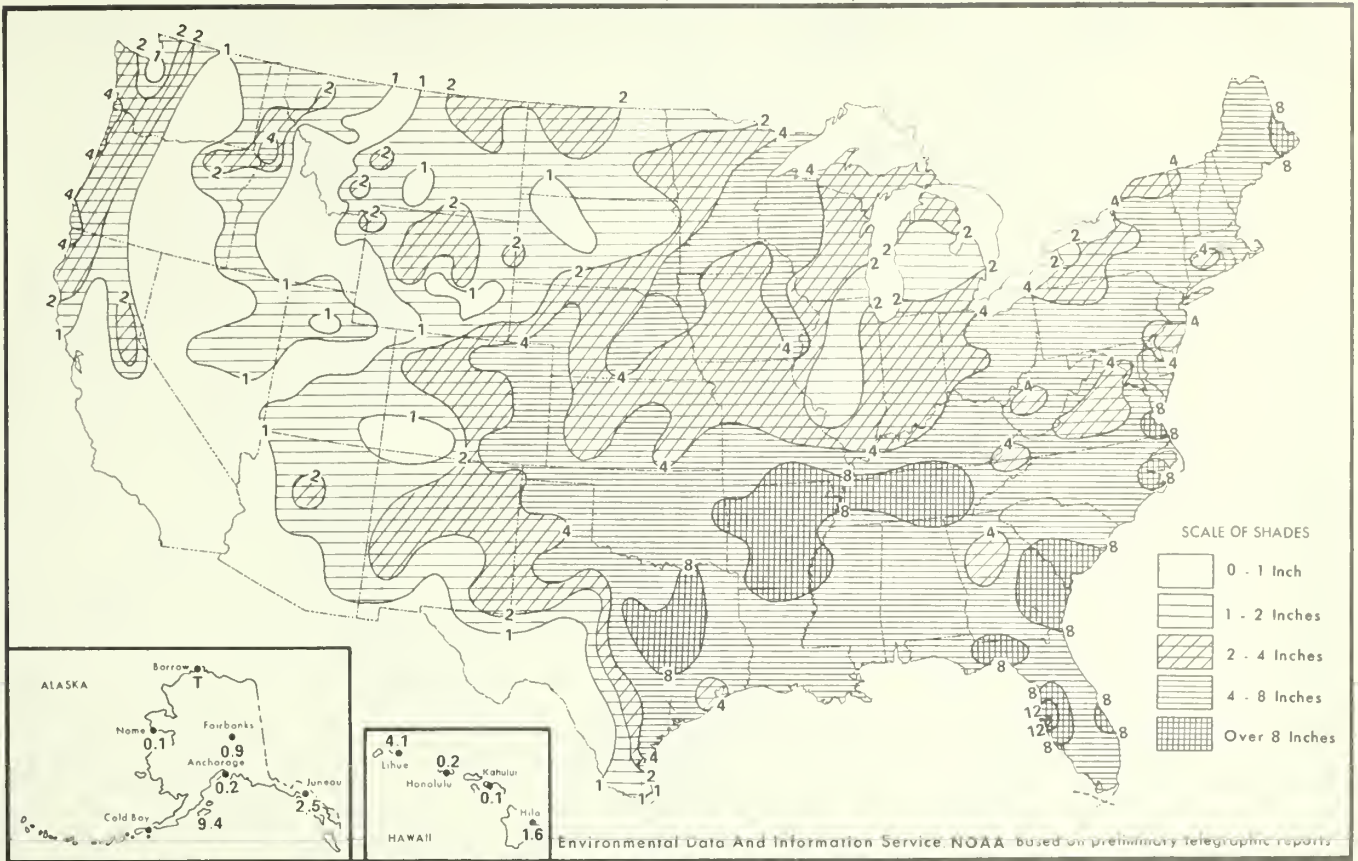 SCALE OF SHADES
0 - 1 Inch
1 - 2 Inches
2 - 4 Inches
4 - 8 Inches
Over 8 Inches
ALASKA
Barrow
T
Nome
0.1
Fairbanks
0.9
Anchorage
0.2
Juneau
2.5
Cold Bay
9.4
4.1
Lihue
0.2
Honolulu
Kahului
0.1
Hilo
1.6
HAWAII
Environmental Data And Information Service, NOAA Based on preliminary telegraphic reports